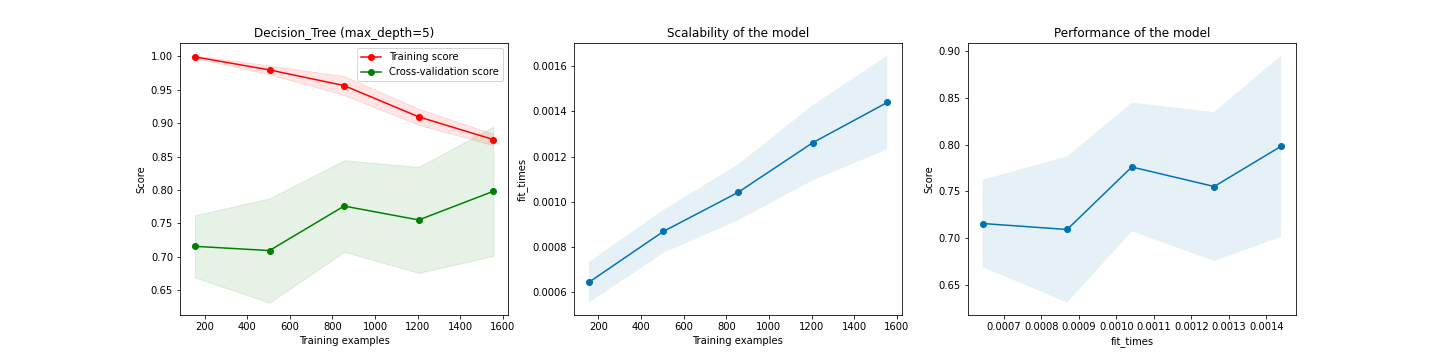 Decision_Tree (max_depth=5)
Training score
Cross-validation score
1.00
0.95
0.90
0.85
0.80
0.75
0.70
0.65
Score
200 400 600 800 1000 1200 1400 1600
Training examples
Scalability of the model
0.0016
0.0014
0.0012
0.0010
0.0008
0.0006
fit_times
200 400 600 800 1000 1200 1400 1600
Training examples
Performance of the model
0.90
0.85
0.80
0.75
0.70
0.65
Score
0.0007 0.0008 0.0009 0.0010 0.0011 0.0012 0.0013 0.0014
fit_times